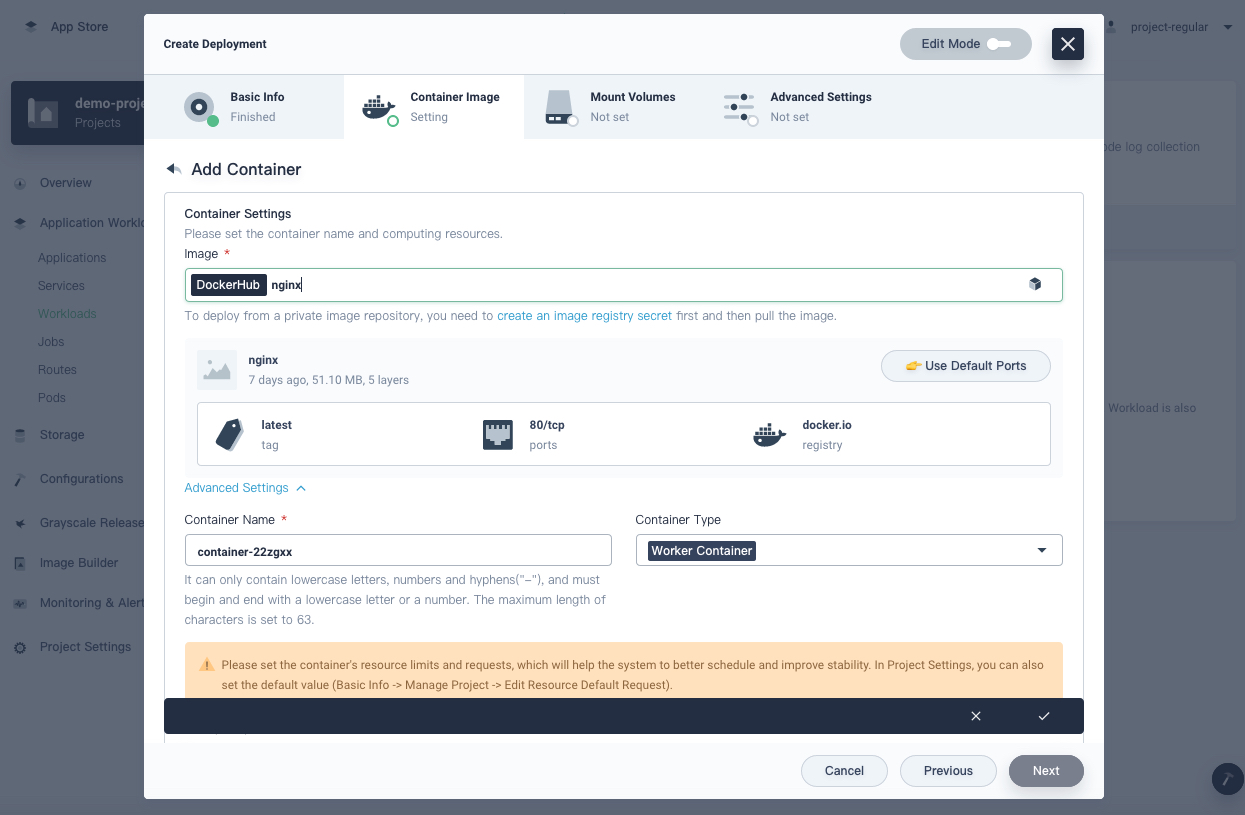 App Store
project-regular
Create Deployment
Edit Mode
demo-proje
Projects
Basic Info
Finished
Container Image
Setting
Mount Volumes
Not set
Advanced Settings
Not set
Overview
Application Worklo
Applications
Services
Workloads
Jobs
Routes
Pods
Storage
Configurations
Grayscale Release
Image Builder
Monitoring & Alert
Project Settings
ode log collection
Workload is also
Add Container
Container Settings
Please set the container name and computing resources.
Image *
DockerHub nginx
To deploy from a private image repository, you need to create an image registry secret first and then pull the image.
nginx
7 days ago, 51.10 MB, 5 layers
Use Default Ports
latest
tag
80/tcp
ports
docker.io
registry
Advanced Settings
Container Name *
container-22zgxx
It can only contain lowercase letters, numbers and hyphens("-"), and must
begin and end with a lowercase letter or a number. The maximum length of
characters is set to 63.
Container Type
Worker Container
Please set the container's resource limits and requests, which will help the system to better schedule and improve stability. In Project Settings, you can also
set the default value (Basic Info -> Manage Project -> Edit Resource Default Request).
Cancel
Previous
Next